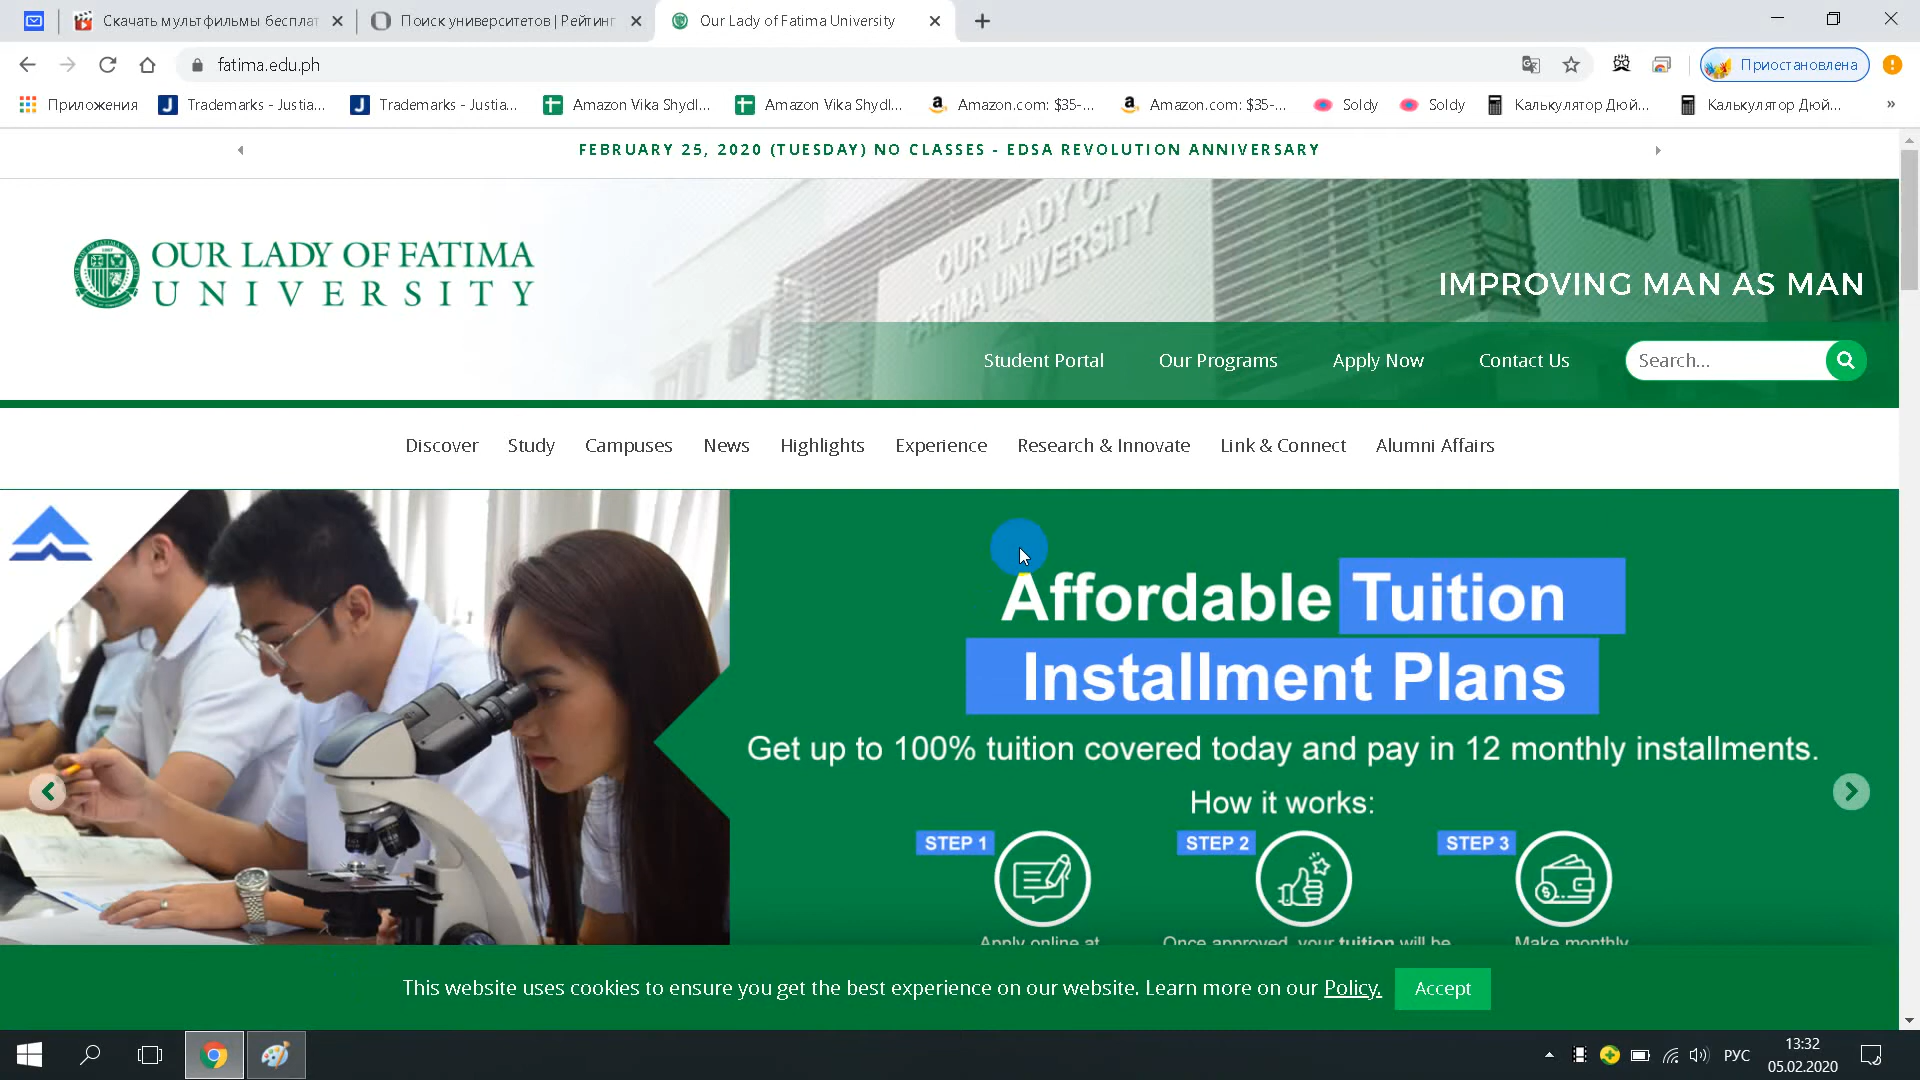 Скачать мультфильмы бесплат
Поиск университетов | Рейтинг
Our Lady of Fatima University
fatima.edu.ph
Приостановлена
Приложения
Trademarks - Justia...
Trademarks - Justia...
Amazon Vika Shydl...
Amazon Vika Shydl...
Amazon.com: $35-...
Amazon.com: $35-...
Soldy
Soldy
Калькулятор Дюй...
Калькулятор Дюй...
»
FEBRUARY 25, 2020 (TUESDAY) NO CLASSES - EDSA REVOLUTION ANNIVERSARY
OUR LADY OF
FATIMA UNIVERSITY
OUR LADY OF FATIMA
UNIVERSITY
IMPROVING MAN AS MAN
Student Portal
Our Programs
Apply Now
Contact Us
Search...
Discover
Study
Campuses
News
Highlights
Experience
Research & Innovate
Link & Connect
Alumni Affairs
Affordable Tuition
Installment Plans
Get up to 100% tuition covered today and pay in 12 monthly installments.
How it works:
STEP 1
STEP 2
STEP 3
Apply online at
Once approved, your tuition will be
Make monthly
This website uses cookies to ensure you get the best experience on our website. Learn more on our Policy.
Accept
РУС
13:32
05.02.2020